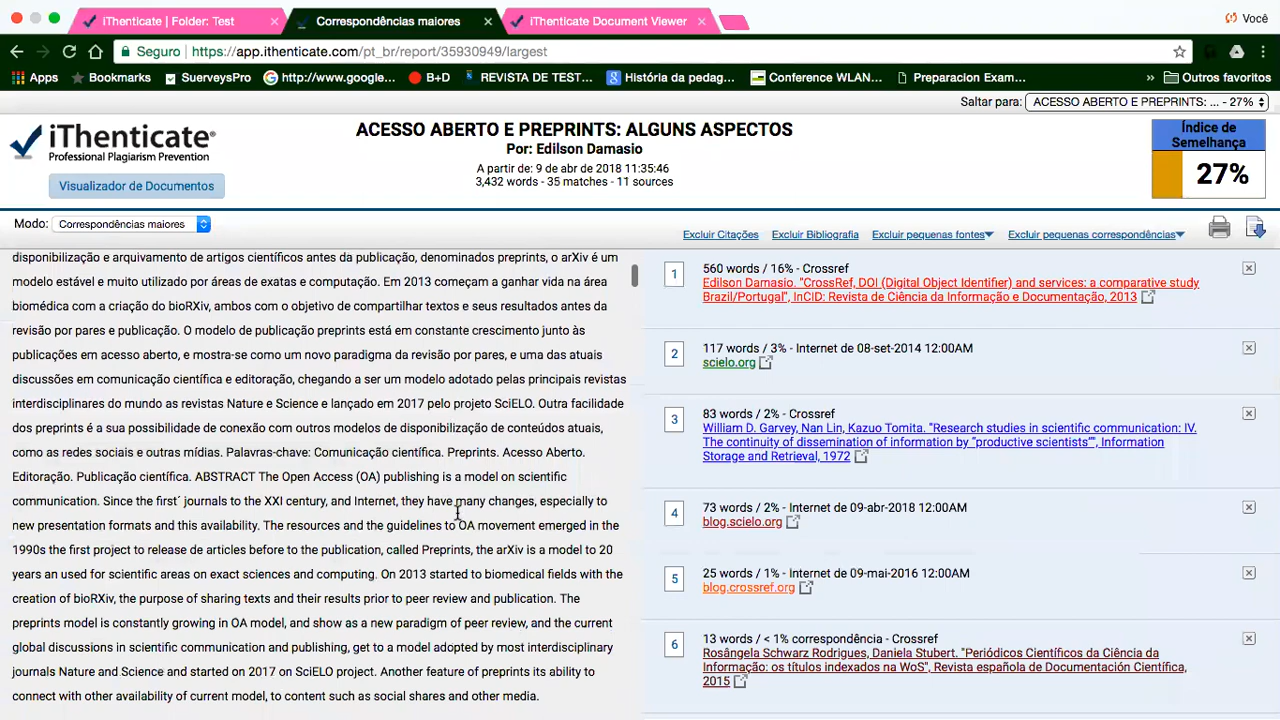 iThenticate | Folder: Test
Correspondências maiores
iThenticate Document Viewer
Você
Seguro
https://app.ithenticate.com/pt_br/report/35930949/largest
Apps
Bookmarks
SuerveysPro
http://www.google...
B+D
REVISTA DE TEST...
História da pedag...
Conference WLAN...
Preparacion Exam...
»
Outros favoritos
Saltar para:
ACESSO ABERTO E PREPRINTS: ... - 27%
iThenticate®
Professional Plagiarism Prevention
Visualizador de Documentos
ACESSO ABERTO E PREPRINTS: ALGUNS ASPECTOS
Por: Edilson Damasio
A partir de: 9 de abr de 2018 11:35:46
3,432 words - 35 matches - 11 sources
Índice de
Semelhança
27%
Modo:
Correspondências maiores
Excluir Citações
Excluir Bibliografia
Excluir pequenas fontes
Excluir pequenas correspondências
disponibilização e arquivamento de artigos científicos antes da publicação, denominados preprints, o arXiv é um
modelo estável e muito utilizado por áreas de exatas e computação. Em 2013 começam a ganhar vida na área
biomédica com criação do bioRXiv, ambos com o objetivo de compartilhar textos e seus resultados antes da
revisão por pares e publicação. O modelo de publicação preprints está em constante crescimento junto às
publicações em acesso aberto, e mostra-se como um novo paradigma da revisão por pares, e uma das atuais
discussões em comunicação científica e editoração, chegando a ser um modelo adotado pelas principais revistas
interdisciplinares do mundo as revistas Nature e Science e lançado em 2017 pelo projeto SciELO. Outra facilidade
dos preprints é a sua possibilidade de conexão com outros modelos de disponibilização de conteúdos atuais,
como as redes sociais e outras mídias. Palavras-chave: Comunicação científica. Preprints. Acesso Aberto.
Editoração. Publicação científica. ABSTRACT The Open Access (OA) publishing is a model on scientific
communication. Since the first´ journals to the XXI century, and Internet, they have many changes, especially to
new presentation formats and this availability. The resources and the guidelines to OA movement emerged in the
1990s the first project to release de articles before to the publication, called Preprints, the arXiv is a model to 20
years an used for scientific areas on exact sciences and computing. On 2013 started to biomedical fields with the
bioRxiv, the purpose of sharing texts and their results prior to peer review and publication. The
preprints model is constantly growing in OA model, and show as a new paradigm of peer review, and the current
global discussions in scientific communication and publishing, get to a model adopted by most interdisciplinary
journals Nature and Science and started on 2017 on SciELO project. Another feature of preprints its ability to
connect with other availability of current model, to content such as social shares and other media.
1
560 words / 16% - Crossref
Edilson Damasio. "CrossRef, DOI (Digital Object Identifier) and services: a comparative study
Brazil/Portugal", InCID: Revista de Ciência da Informação e Documentação, 2013
2
117 words / 3% - Internet de 08-set-2014 12:00AM
scielo.org
3
83 words / 2% - Crossref
William D. Garvey, Nan Lin, Kazuo Tomita. "Research studies in scientific communication: IV.
The continuity of dissemination of information by "productive scientists"", Information
Storage and Retrieval, 1972
4
73 words / 2% - Internet de 09-abr-2018 12:00AM
blog.scielo.org
5
25 words / 1% - Internet de 09-mai-2016 12:00AM
blog.crossref.org
6
13 words / < 1% correspondência - Crossref
Rosângela Schwarz Rodrigues, Daniela Stubert. "Periódicos Científicos da Ciência da
Informação: os títulos indexados na WoS", Revista española de Documentación Científica,
2015